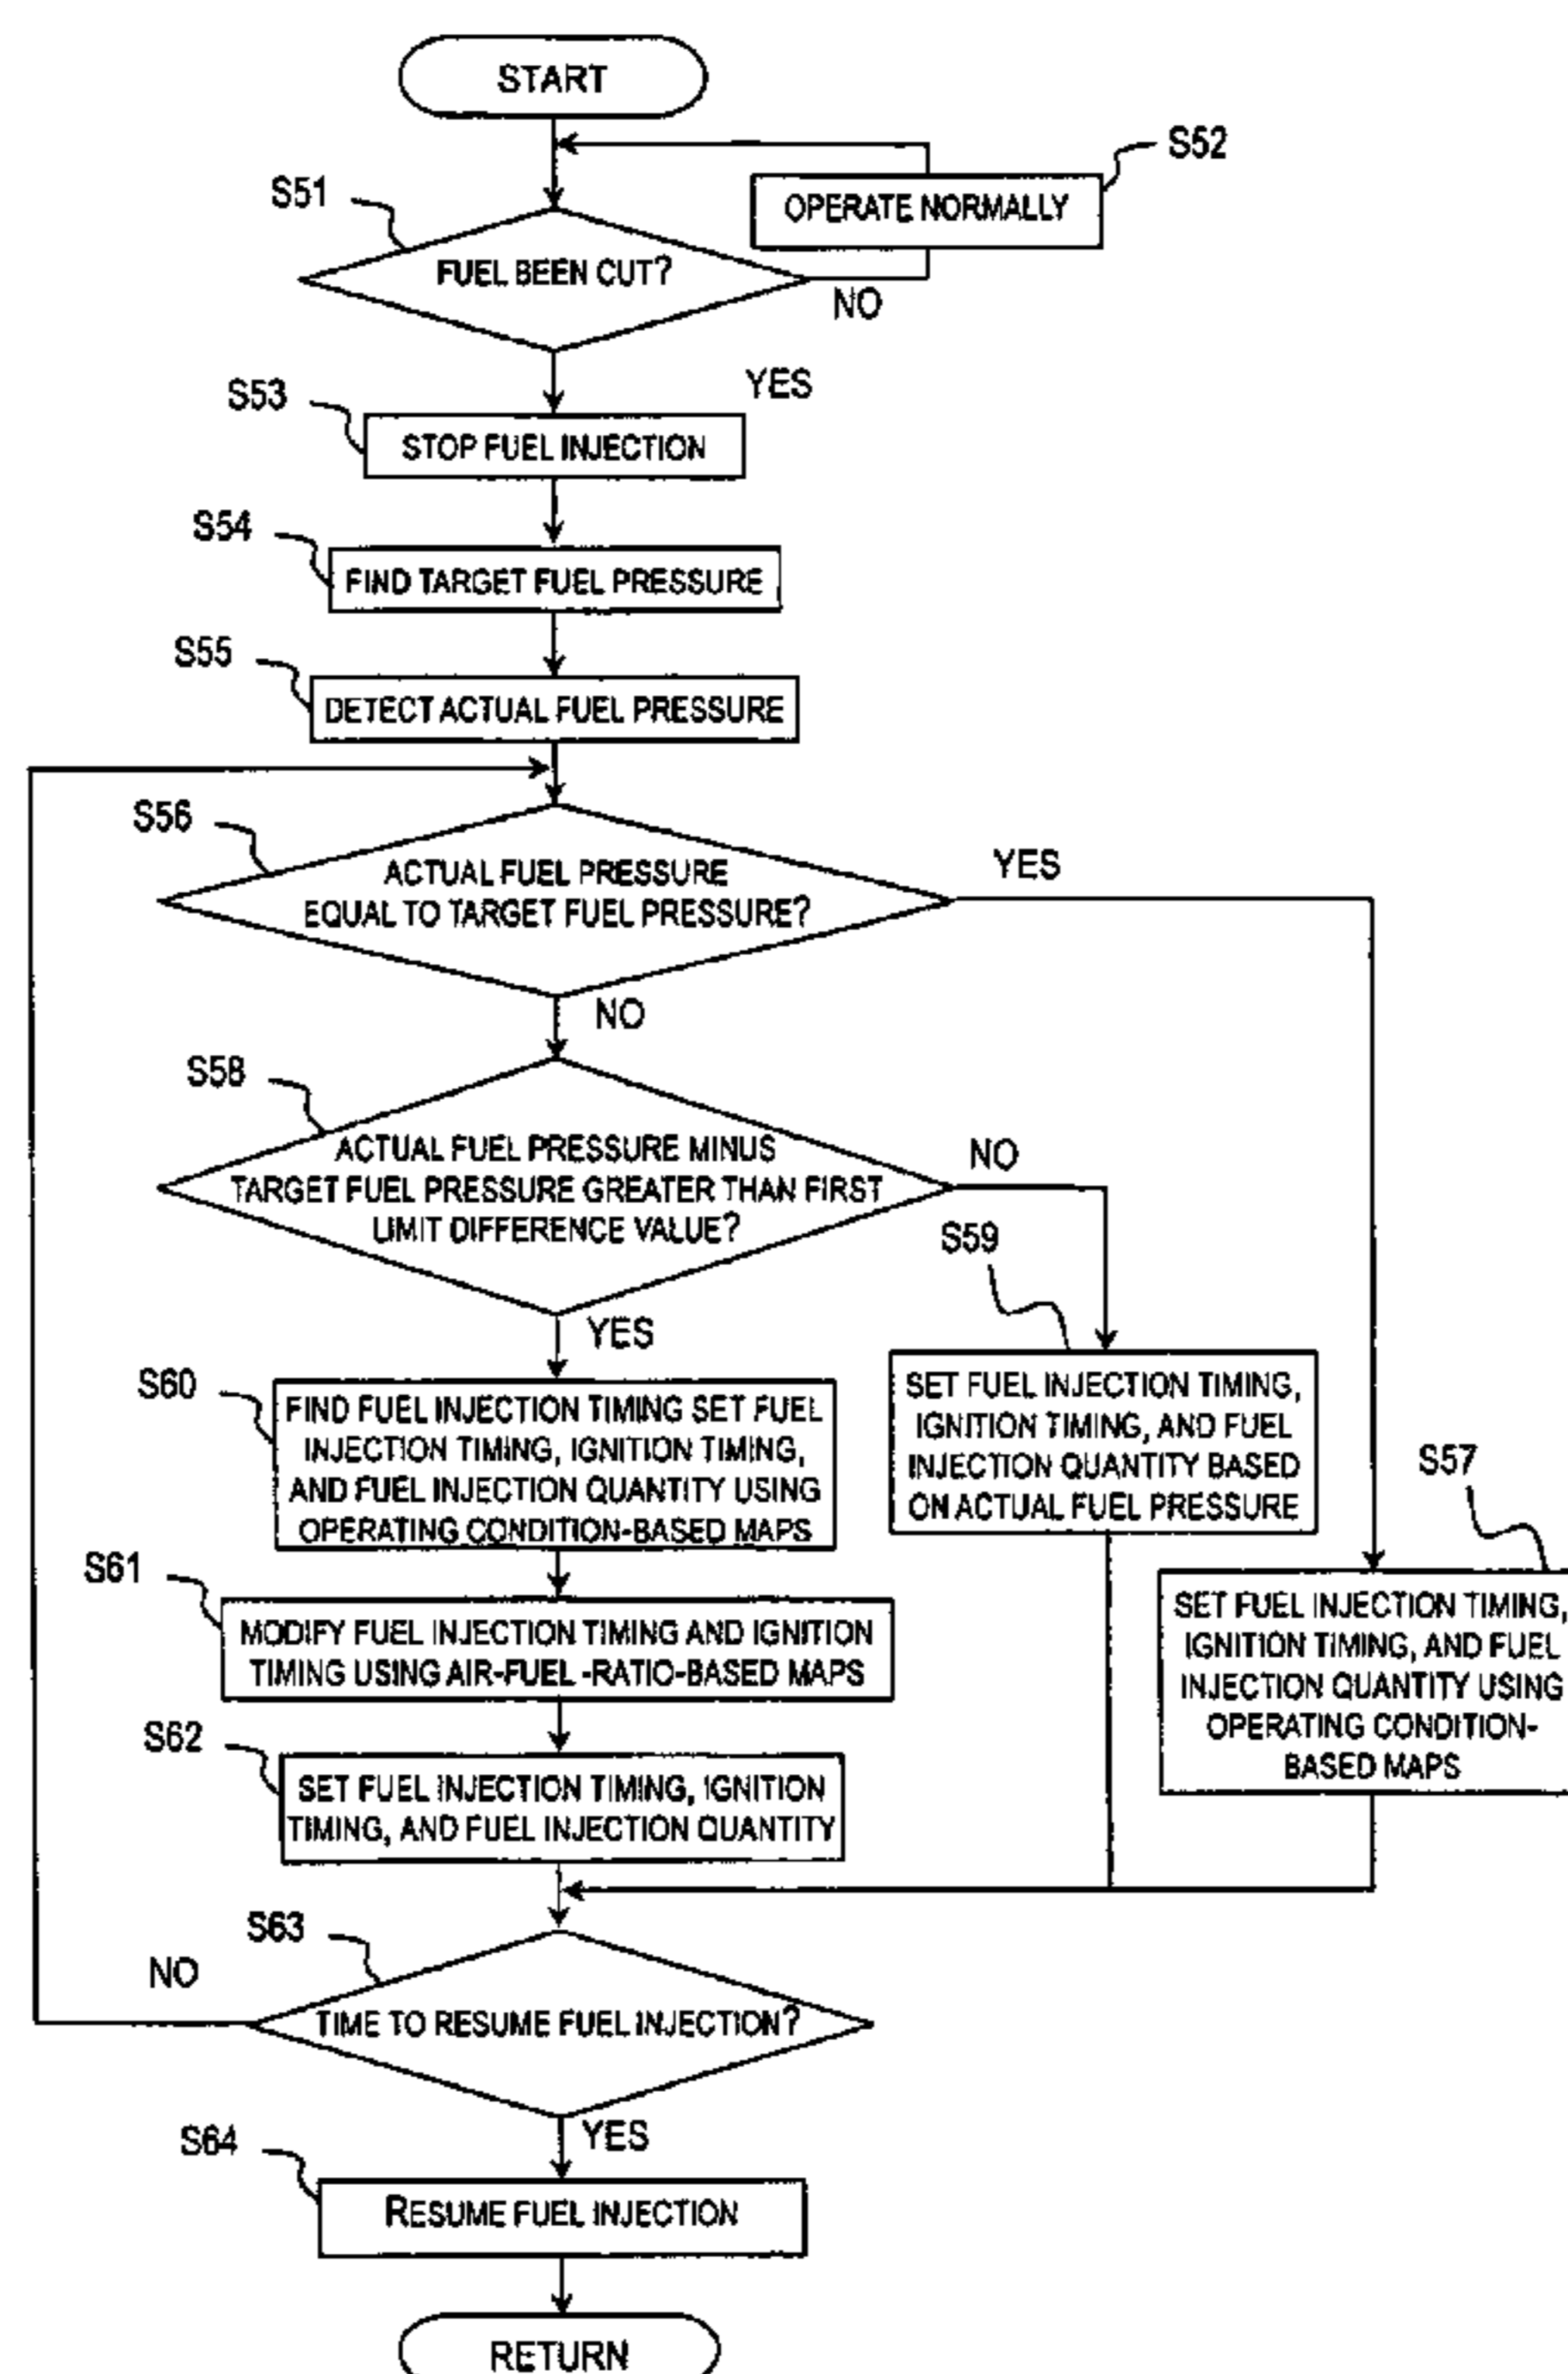 START
S52
OPERATE NORMALLY
S51
FUEL BEEN CUT?
NO
YES
S53
STOP FUEL INJECTION
S54
FIND TARGET FUEL PRESSURE
S55
DETECT ACTUAL FUEL PRESSURE
S56
ACTUAL FUEL PRESSURE
EQUAL TO TARGET FUEL PRESSURE?
YES
NO
S58
ACTUAL FUEL PRESSURE MINUS
TARGET FUEL PRESSURE GREATER THAN FIRST
LIMIT DIFFERENCE VALUE?
NO
YES
S59
SET FUEL INJECTION TIMING,
IGNITION TIMING, AND FUEL
INJECTION QUANTITY BASED
ON ACTUAL FUEL PRESSURE
S57
SET FUEL INJECTION TIMING,
IGNITION TIMING, AND FUEL
INJECTION QUANTITY USING
OPERATING CONDITION-
BASED MAPS
S60
FIND FUEL INJECTION TIMING SET FUEL
INJECTION TIMING, IGNITION TIMING,
AND FUEL INJECTION QUANTITY USING
OPERATING CONDITION-BASED MAPS
S61
MODIFY FUEL INJECTION TIMING AND IGNITION
TIMING USING AIR-FUEL -RATIO-BASED MAPS
S62
SET FUEL INJECTION TIMING, IGNITION
TIMING, AND FUEL INJECTION QUANTITY
S63
NO
TIME TO RESUME FUEL INJECTION?
YES
S64
RESUME FUEL INJECTION
RETURN